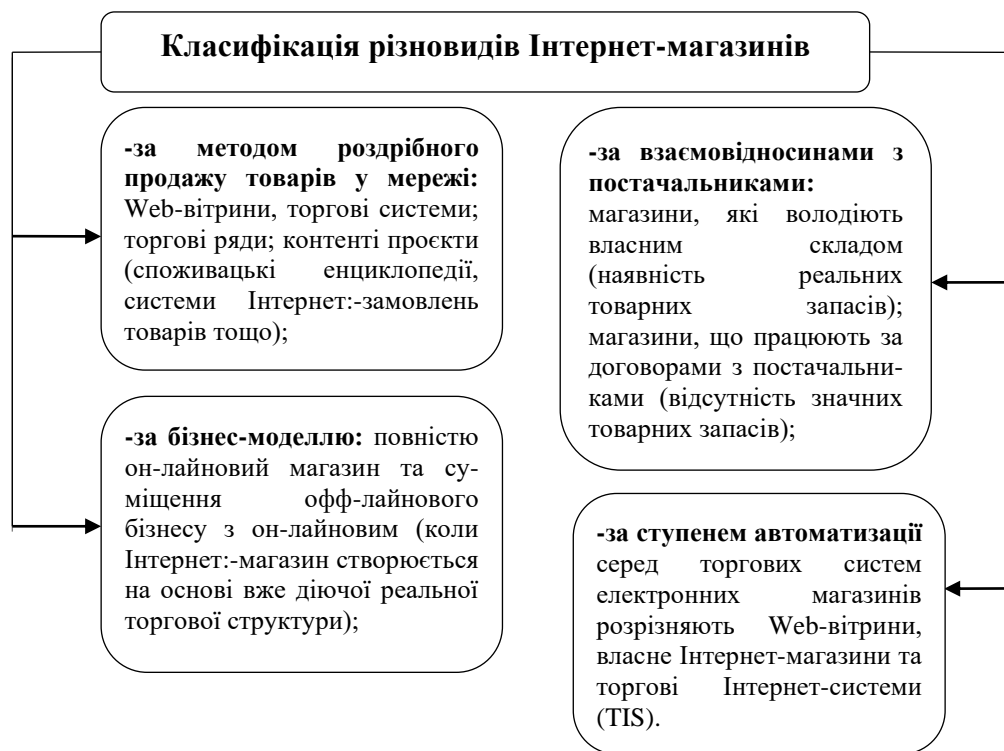 Класифікація різновидів Інтернет-магазинів
-за методом роздрібного
продажу товарів у мережі:
Web-вітрини, торгові системи;
торгові ряди; контенті проєкти
(споживацькі енциклопедії,
системи Інтернет:-замовлень
товарів тощо);
-за бізнес-моделлю: повністю
он-лайновий магазин та су-
міщення офф-лайнового
бізнесу з он-лайновим (коли
Інтернет:-магазин створюється
на основі вже діючої реальної
торгової структури);
-за взаємовідносинами з
постачальниками:
магазини, які володіють
власним складом
(наявність реальних
товарних запасів);
магазини, що працюють за
договорами з постачальни-
ками (відсутність значних
товарних запасів);
-за ступенем автоматизації
серед торгових систем
електронних магазинів
розрізняють Web-вітрини,
власне Інтернет-магазини та
торгові Інтернет-системи
(TIS).